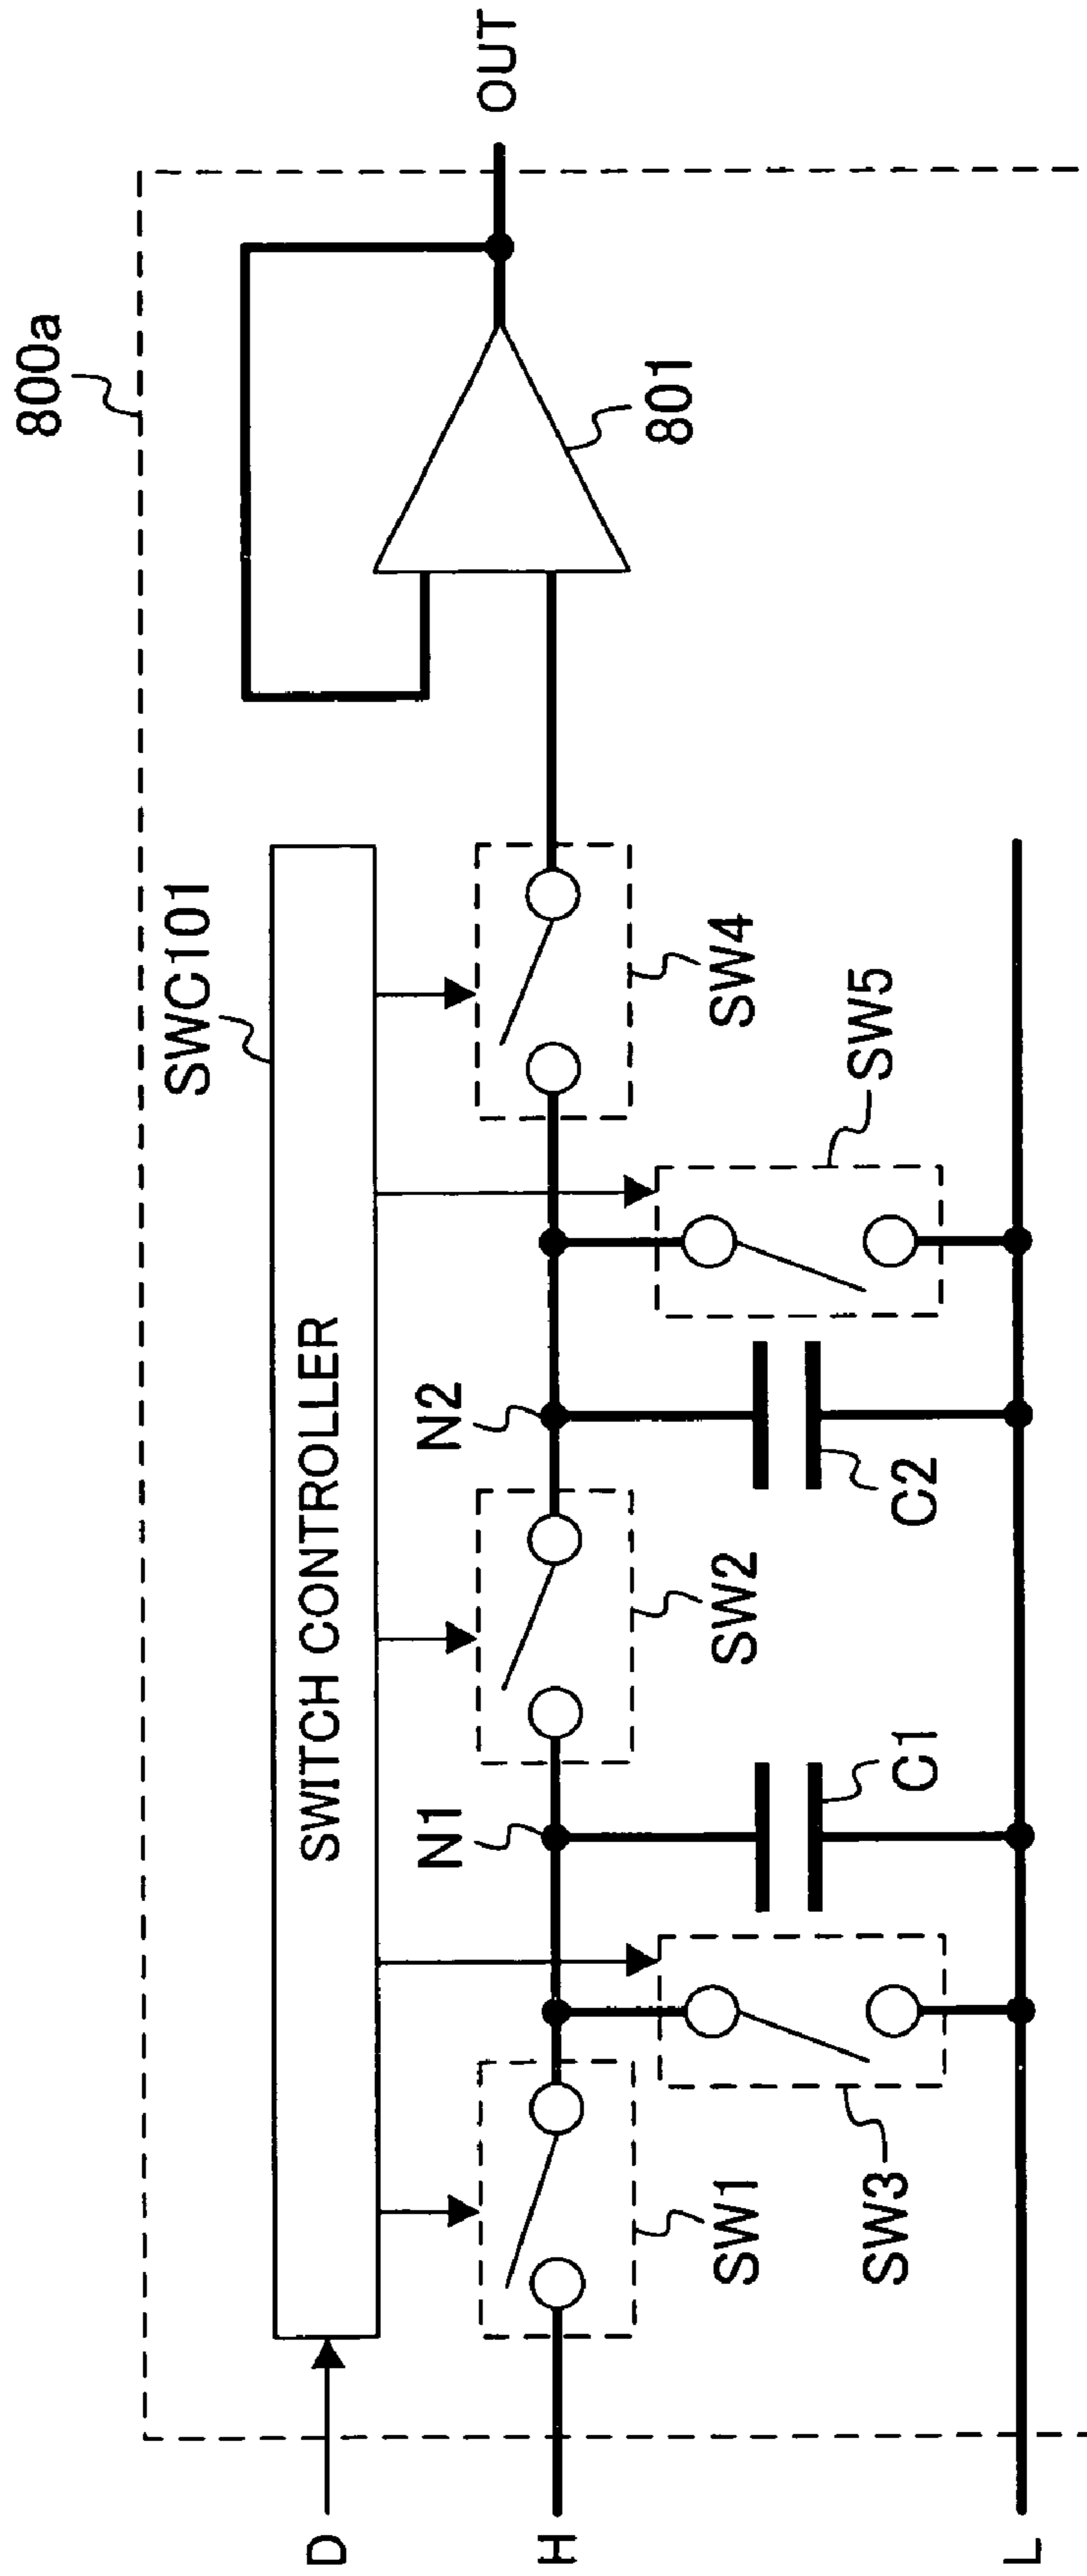 800a
SWC101
SWITCH CONTROLLER
D
H
L
SW1
SW3
N1
C1
SW2
N2
C2
SW5
SW4
801
OUT